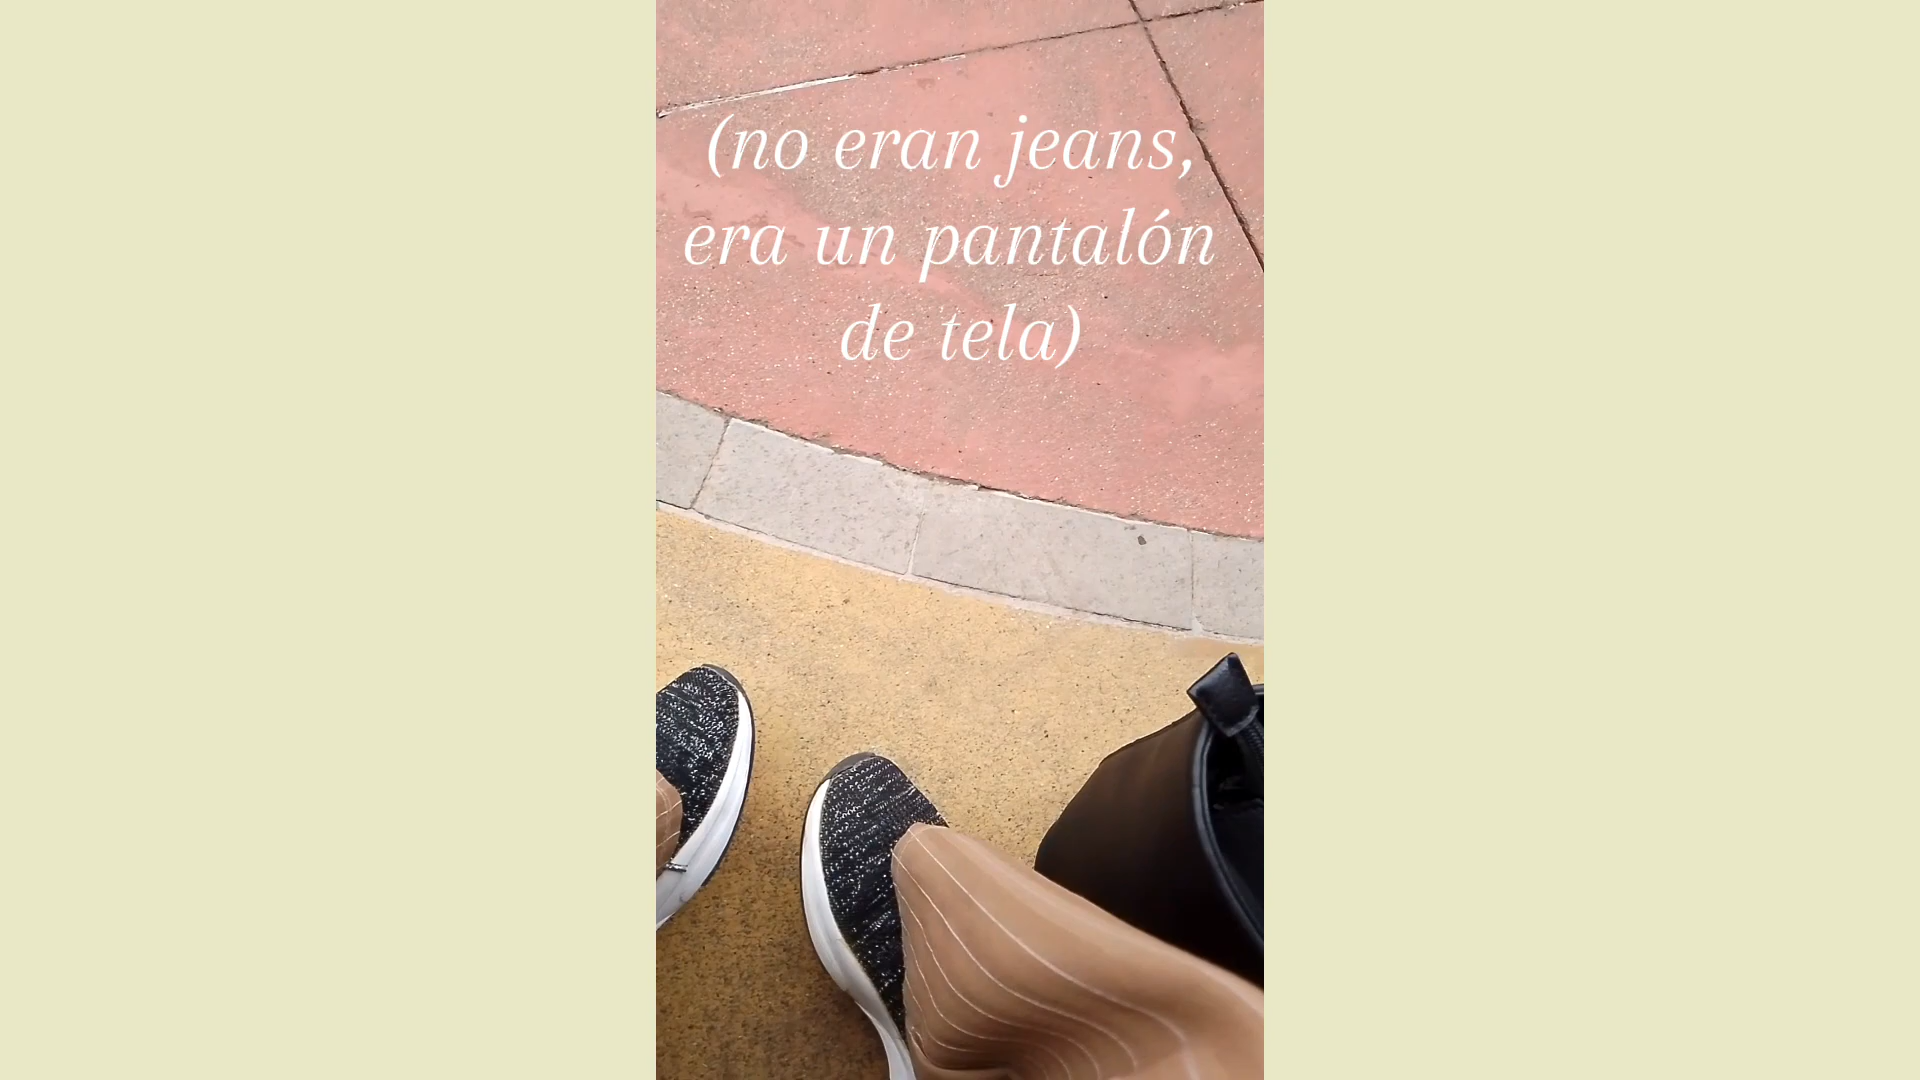 (no eran jeans,
era un pantalón
de tela)